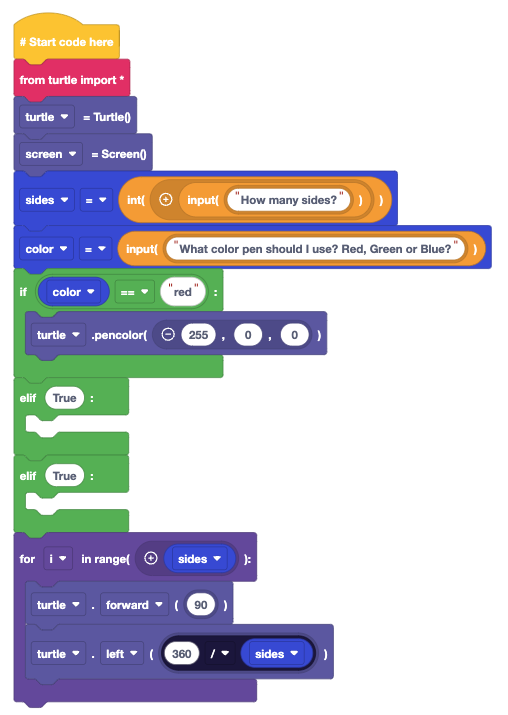 # Start code here
from turtle import *
turtle = Turtle()
screen = Screen()
sides = int( input( "How many sides?" ) )
color = input( "What color pen should I use? Red, Green or Blue?" )
if color == "red" :
turtle .pencolor( 255 , 0 , 0 )
elif True :
elif True :
for i in range( sides ):
turtle . forward ( 90 )
turtle . left ( 360 / sides )